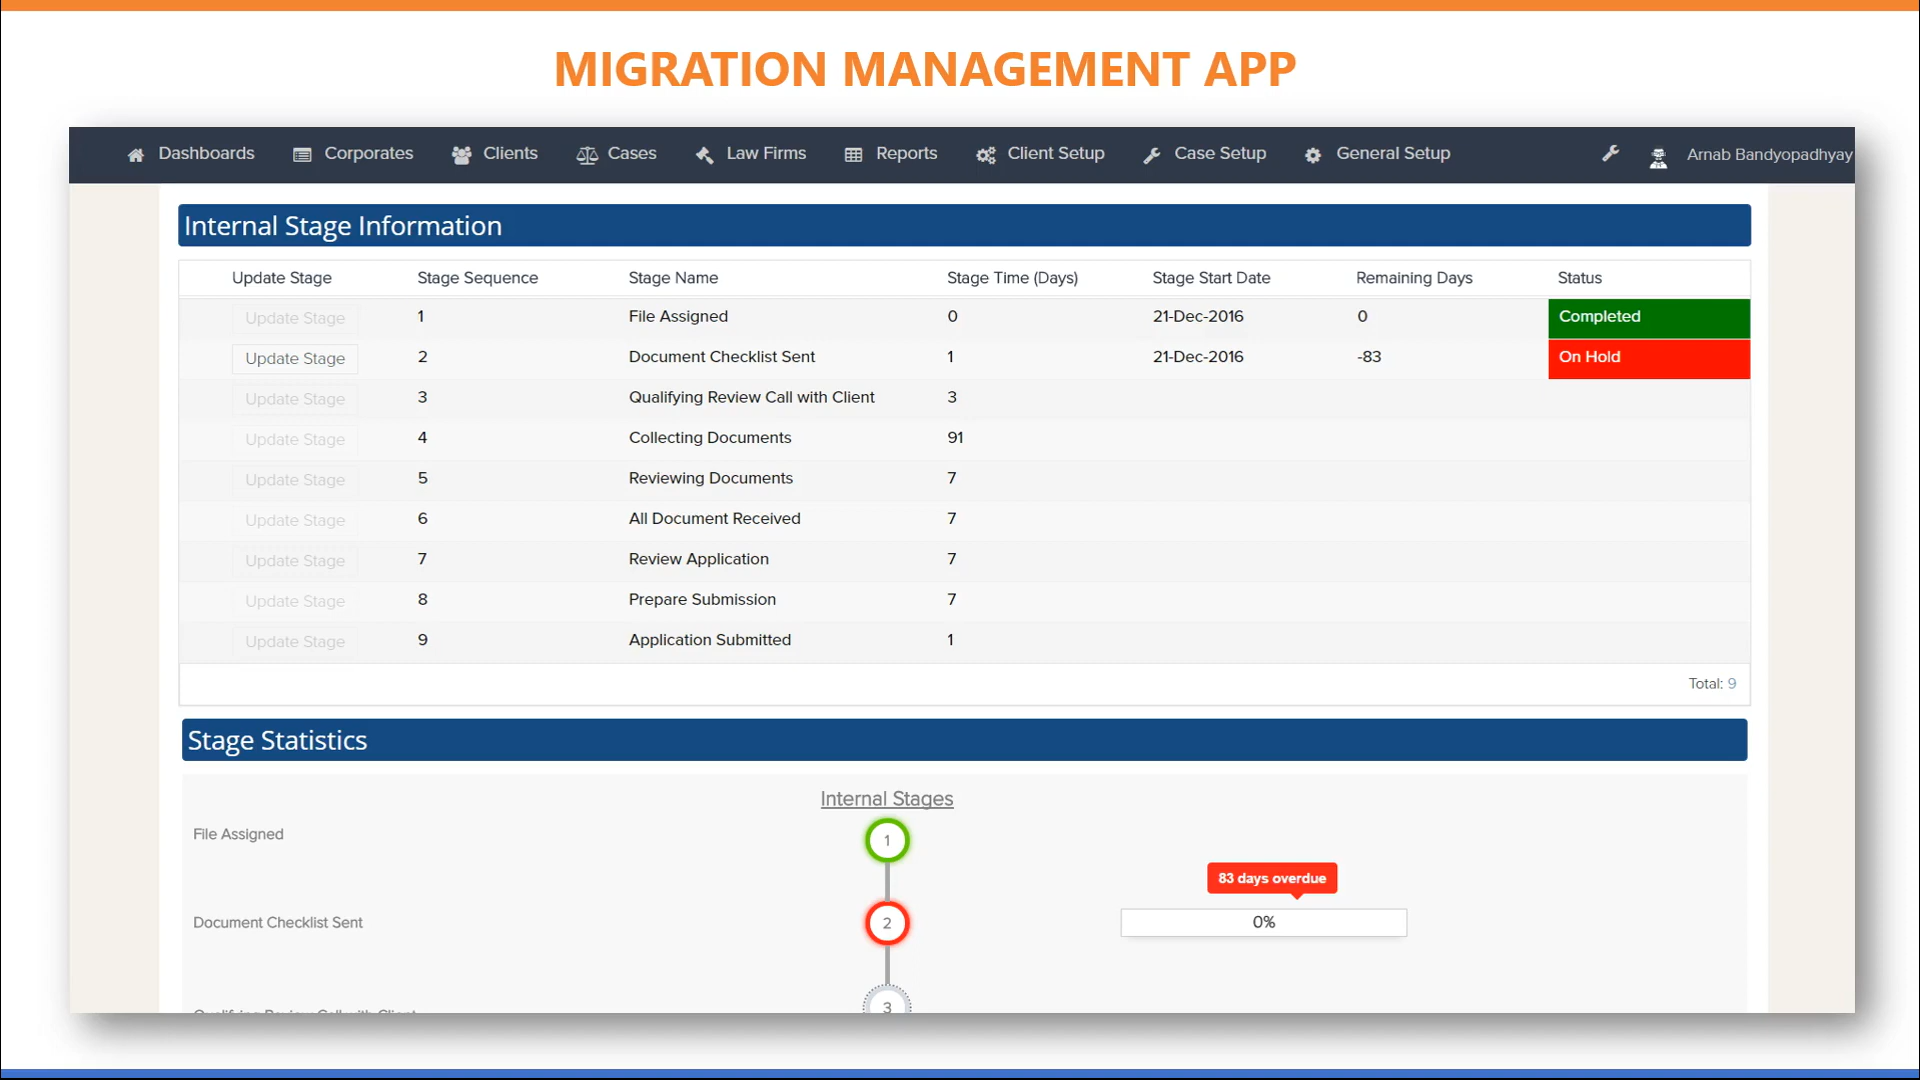 MIGRATION MANAGEMENT APP
Dashboards Corporates Clients Cases Law Firms Reports Client Setup Case Setup General Setup Arnab Bandyopadhyay
Internal Stage Information
Update Stage Stage Sequence Stage Name Stage Time (Days) Stage Start Date Remaining Days Status
Update Stage 1 File Assigned 0 21-Dec-2016 0 Completed
Update Stage 2 Document Checklist Sent 1 21-Dec-2016 -83 On Hold
Update Stage 3 Qualifying Review Call with Client 3
Update Stage 4 Collecting Documents 91
Update Stage 5 Reviewing Documents 7
Update Stage 6 All Document Received 7
Update Stage 7 Review Application 7
Update Stage 8 Prepare Submission 7
Update Stage 9 Application Submitted 1
Total: 9
Stage Statistics
Internal Stages
File Assigned 1
83 days overdue
Document Checklist Sent 2 0%
Qualifying Review Call with Client 3